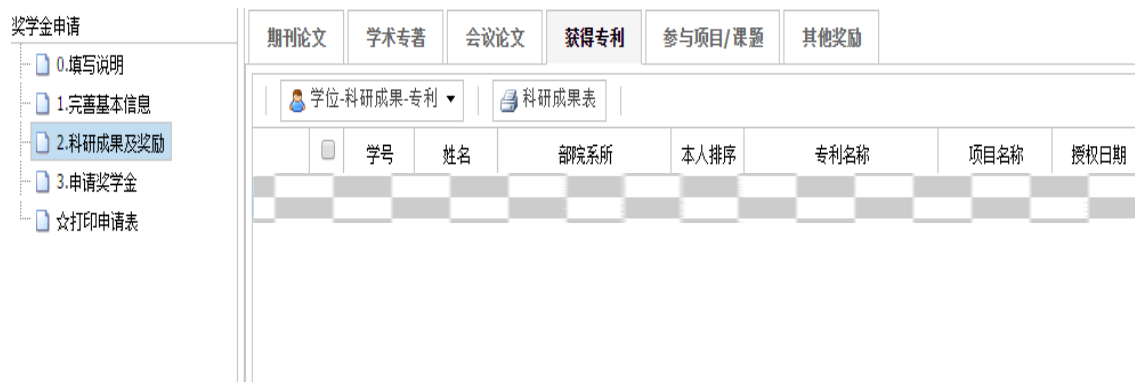 奖学金申请
0.填写说明
1.完善基本信息
2.科研成果及奖励
3.申请奖学金
☆打印申请表
期刊论文 学术专著 会议论文 获得专利 参与项目/课题 其他奖励
学位-科研成果-专利 科研成果表
学号 姓名 部院系所 本人排序 专利名称 项目名称 授权日期